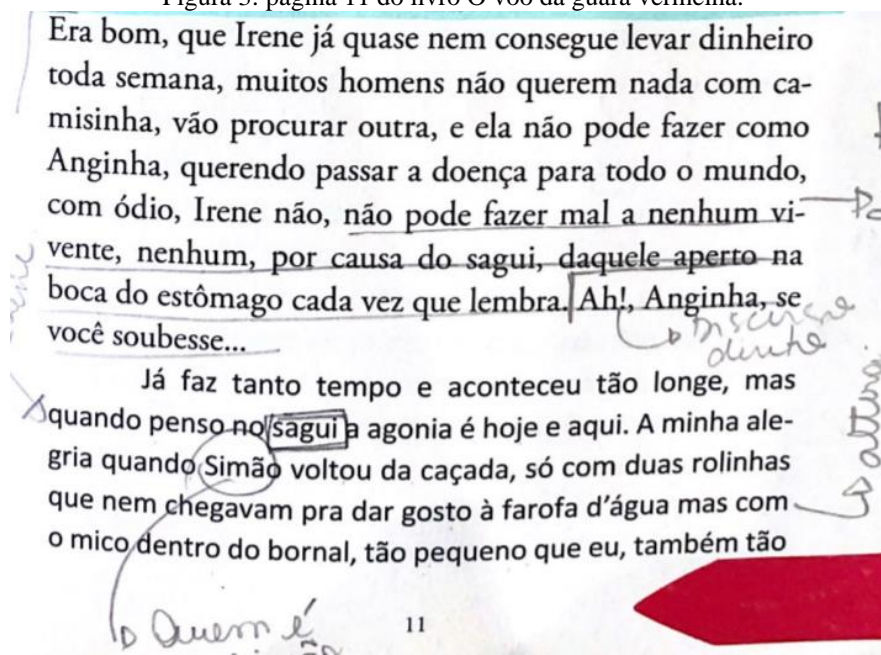 Figura 3: página 11 do livro O voo da guará vermelha.
Era bom, que Irene já quase nem consegue levar dinheiro
toda semana, muitos homens não querem nada com ca-
misinha, vão procurar outra, e ela não pode fazer como
Anginha, querendo passar a doença para todo o mundo,
com ódio, Irene não, não pode fazer mal a nenhum vi-
vente, nenhum, por causa do sagui, daquele aperto na
boca do estômago cada vez que lembra. Ah!, Anginha, se
você soubesse...
Discurso
direto
Já faz tanto tempo e aconteceu tão longe, mas
quando penso no sagui a agonia é hoje e aqui. A minha ale-
gria quando Simão voltou da caçada, só com duas rolinhas
que nem chegavam pra dar gosto à farofa d'água mas com
o mico dentro do bornal, tão pequeno que eu, também tão
Quem é
11